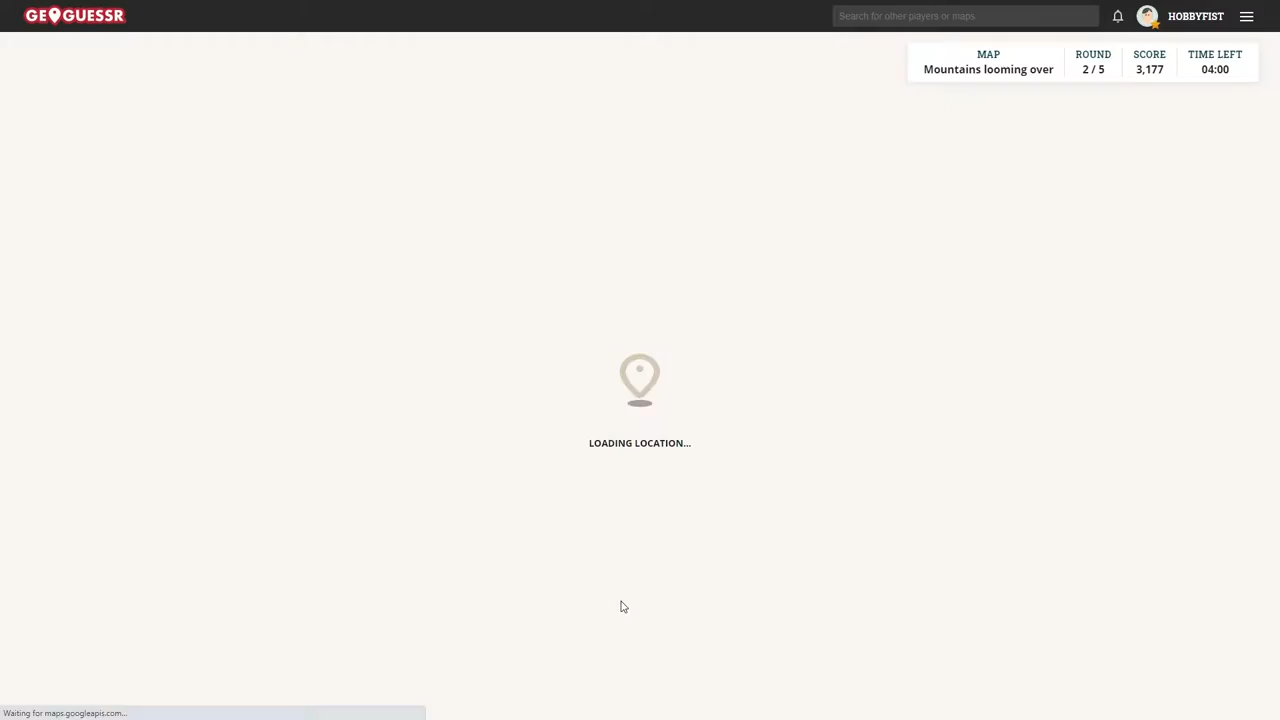 GEOGUESSR
Search for other players or maps
HOBBYFIST
MAP ROUND SCORE TIME LEFT
Mountains looming over 2 / 5 3,177 04:00
LOADING LOCATION...
Waiting for maps.googleapis.com...